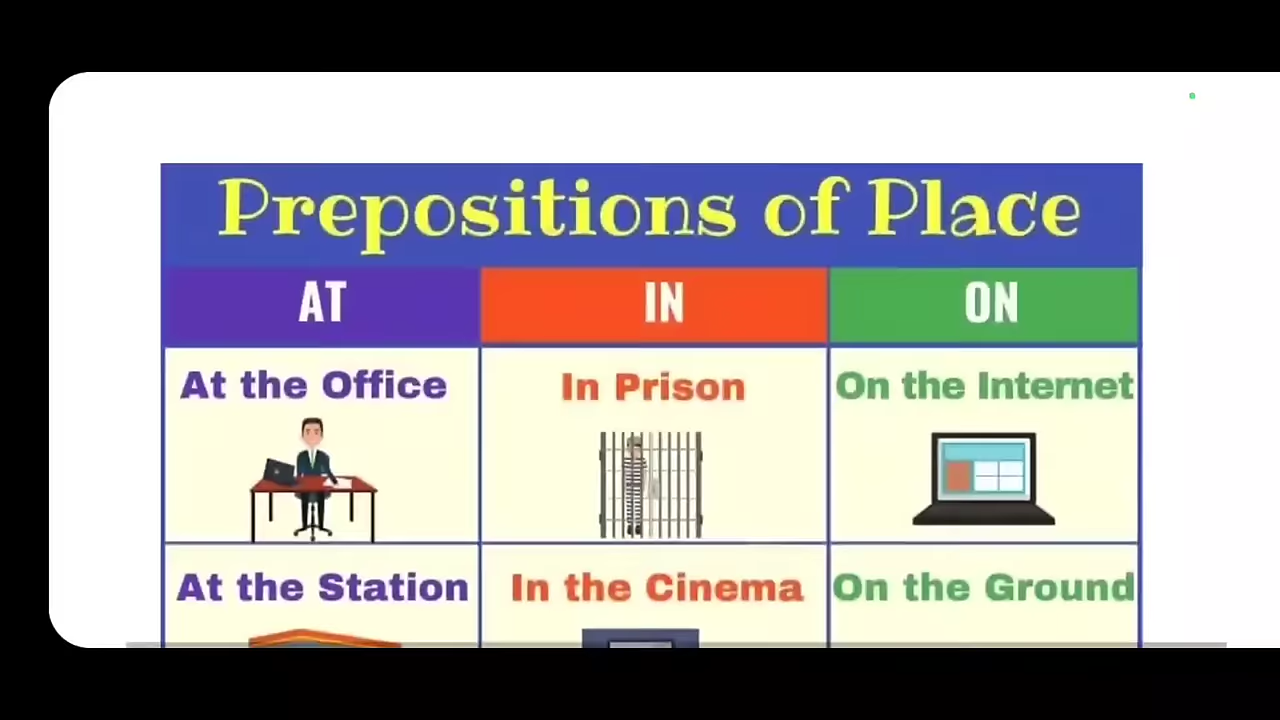 Prepositions of Place
AT IN ON
At the Office In Prison On the Internet
At the Station In the Cinema On the Ground